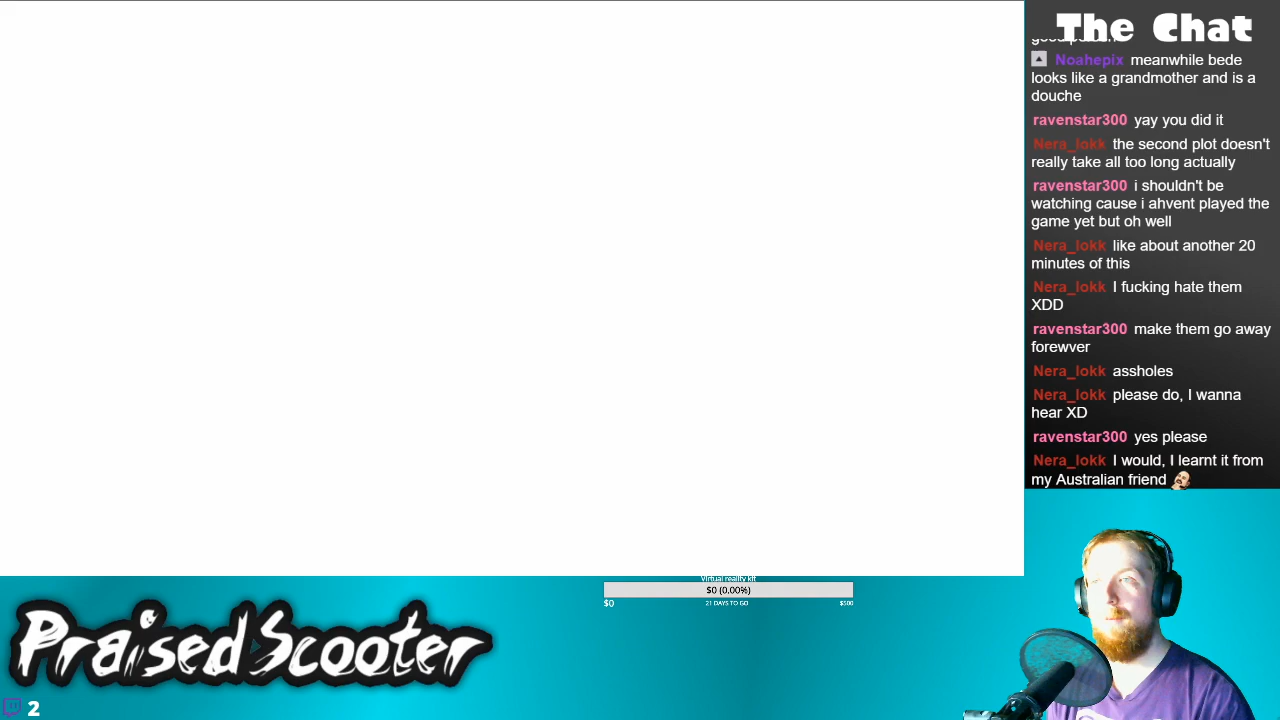 The Chat
Noahepix meanwhile bede
looks like a grandmother and is a
douche
ravenstar300 yay you did it
Nera_lokk the second plot doesn't
really take all too long actually
ravenstar300 i shouldn't be
watching cause i ahvent played the
game yet but oh well
Nera_lokk like about another 20
minutes of this
Nera_lokk I fucking hate them
XDD
ravenstar300 make them go away
forewver
Nera_lokk assholes
Nera_lokk please do, I wanna
hear XD
ravenstar300 yes please
Nera_lokk I would, I learnt it from
my Australian friend
Virtual reality kit
$0 (0.00%)
$0 21 DAYS TO GO $500
PraisedScooter
2